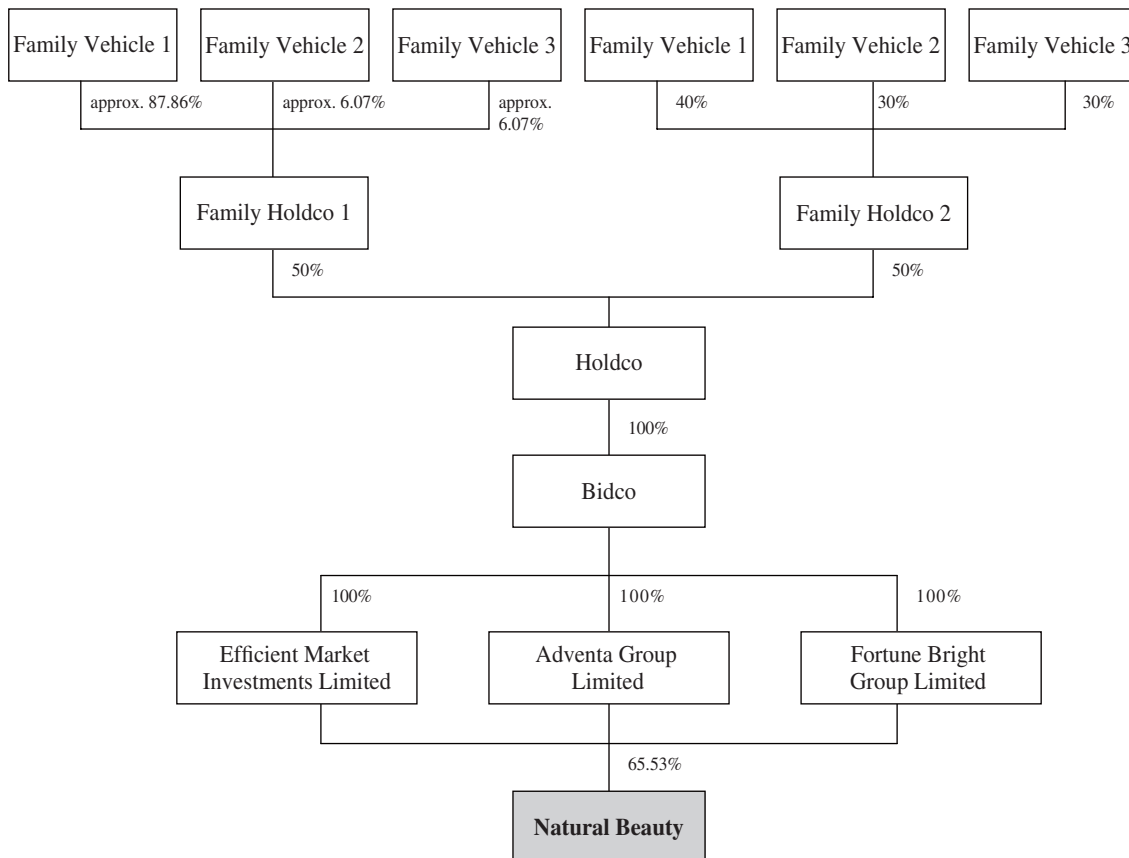 Family Vehicle 1
Family Vehicle 2
Family Vehicle 3
Family Vehicle 1
Family Vehicle 2
Family Vehicle 3
approx. 87.86%
approx. 6.07%
approx.
6.07%
40%
30%
30%
Family Holdco 1
Family Holdco 2
50%
50%
Holdco
100%
Bidco
100%
100%
100%
Efficient Market
Investments Limited
Adventa Group
Limited
Fortune Bright
Group Limited
65.53%
Natural Beauty